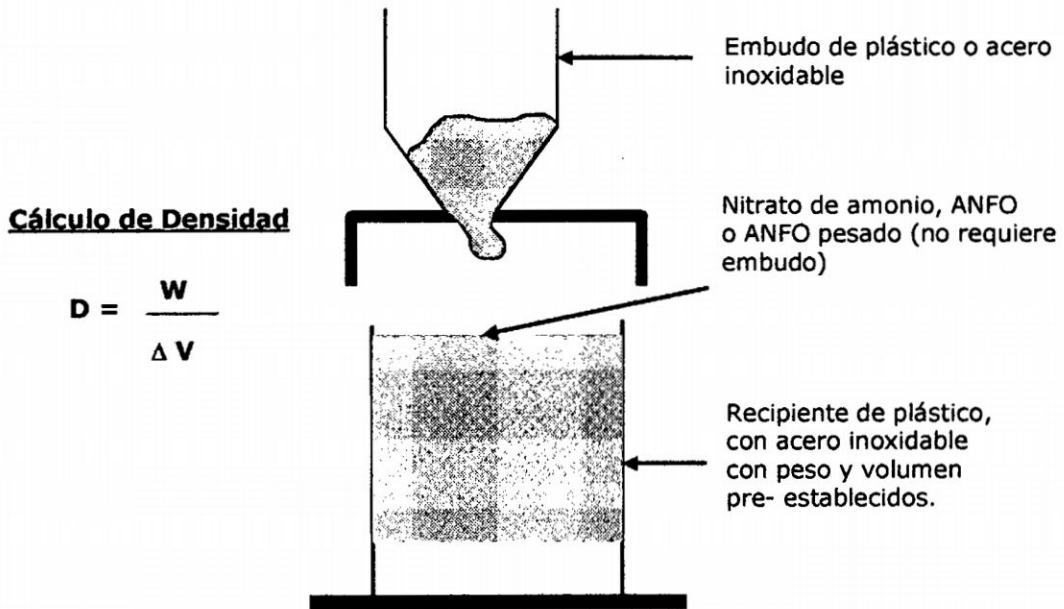 Embudo de plástico o acero
inoxidable
Cálculo de Densidad
D = W
Δ V
Nitrato de amonio, ANFO
o ANFO pesado (no requiere
embudo)
Recipiente de plástico,
con acero inoxidable
con peso y volumen
pre- establecidos.